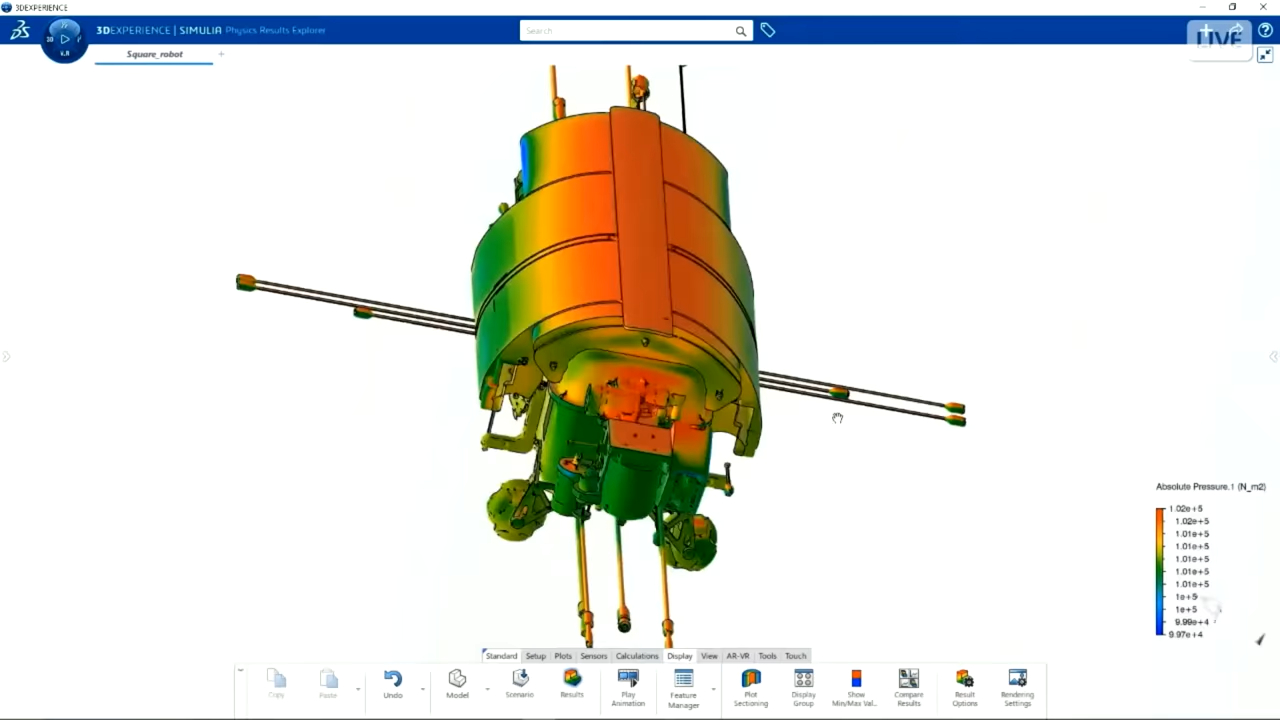 3DEXPERIENCE
3DEXPERIENCE | SIMULIA Physics Results Explorer
Search
LIVE
3D
V.R
Square_robot
Absolute Pressure.1 (N_m2)
1.02e+5
1.02e+5
1.01e+5
1.01e+5
1.01e+5
1.01e+5
1.01e+5
1e+5
1e+5
9.99e+4
9.97e+4
Standard Setup Plots Sensors Calculations Display View AR-VR Tools Touch
Copy Paste Undo Model Scenario Results Play Animation Feature Manager Plot Sectioning Display Group Show Min/Max Val... Compare Results Result Options Rendering Settings